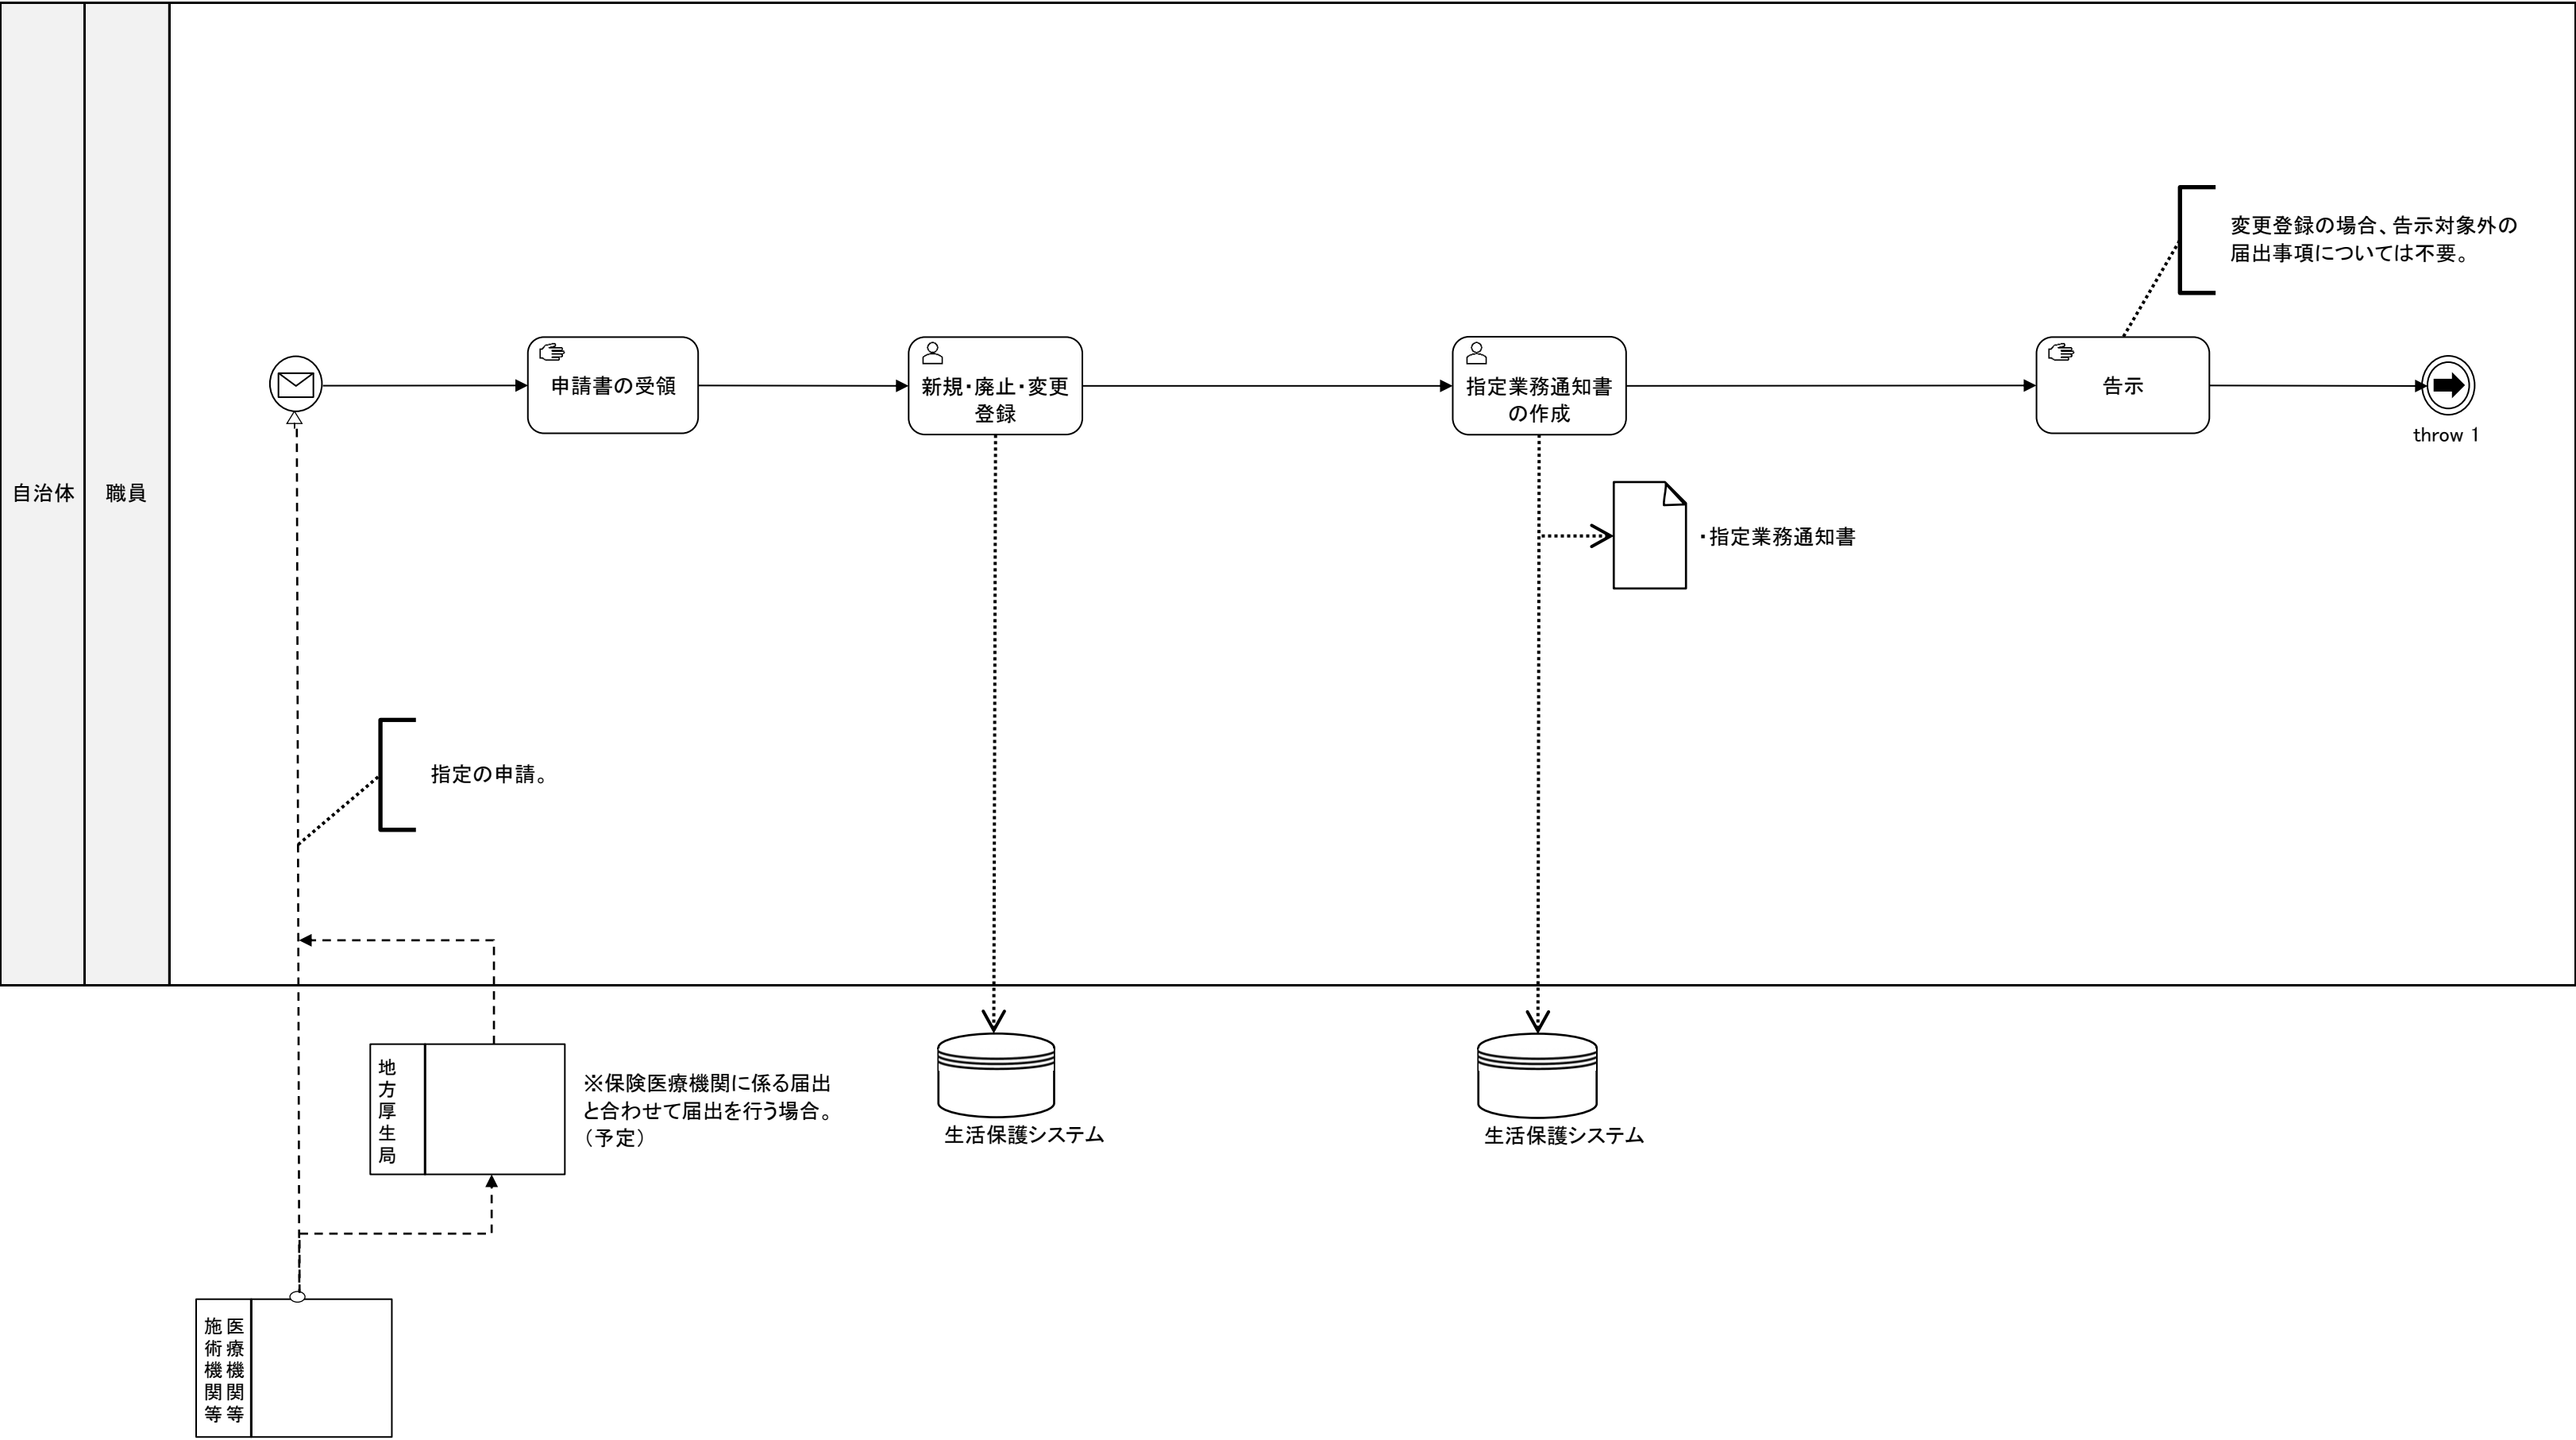 自治体
職員
変更登録の場合、告示対象外の
届出事項については不要。
申請書の受領
新規・廃止・変更
登録
指定業務通知書
の作成
告示
throw 1
・指定業務通知書
指定の申請。
地方厚生局
※保険医療機関に係る届出
と合わせて届出を行う場合。
（予定）
生活保護システム
生活保護システム
医療機関等
施術機関等